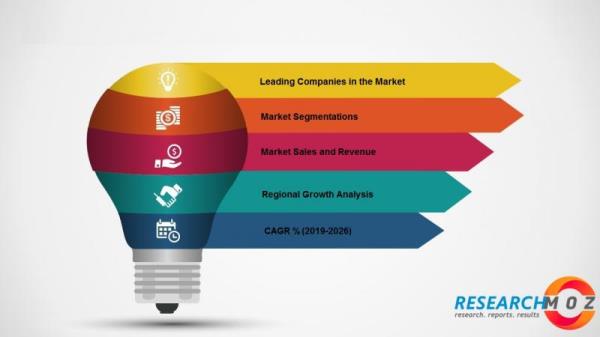 Leading Companies in the Market
Market Segmentations
Market Sales and Revenue
Regional Growth Analysis
CAGR % (2019-2026)
RESEARCHMOZ
research. reports. results